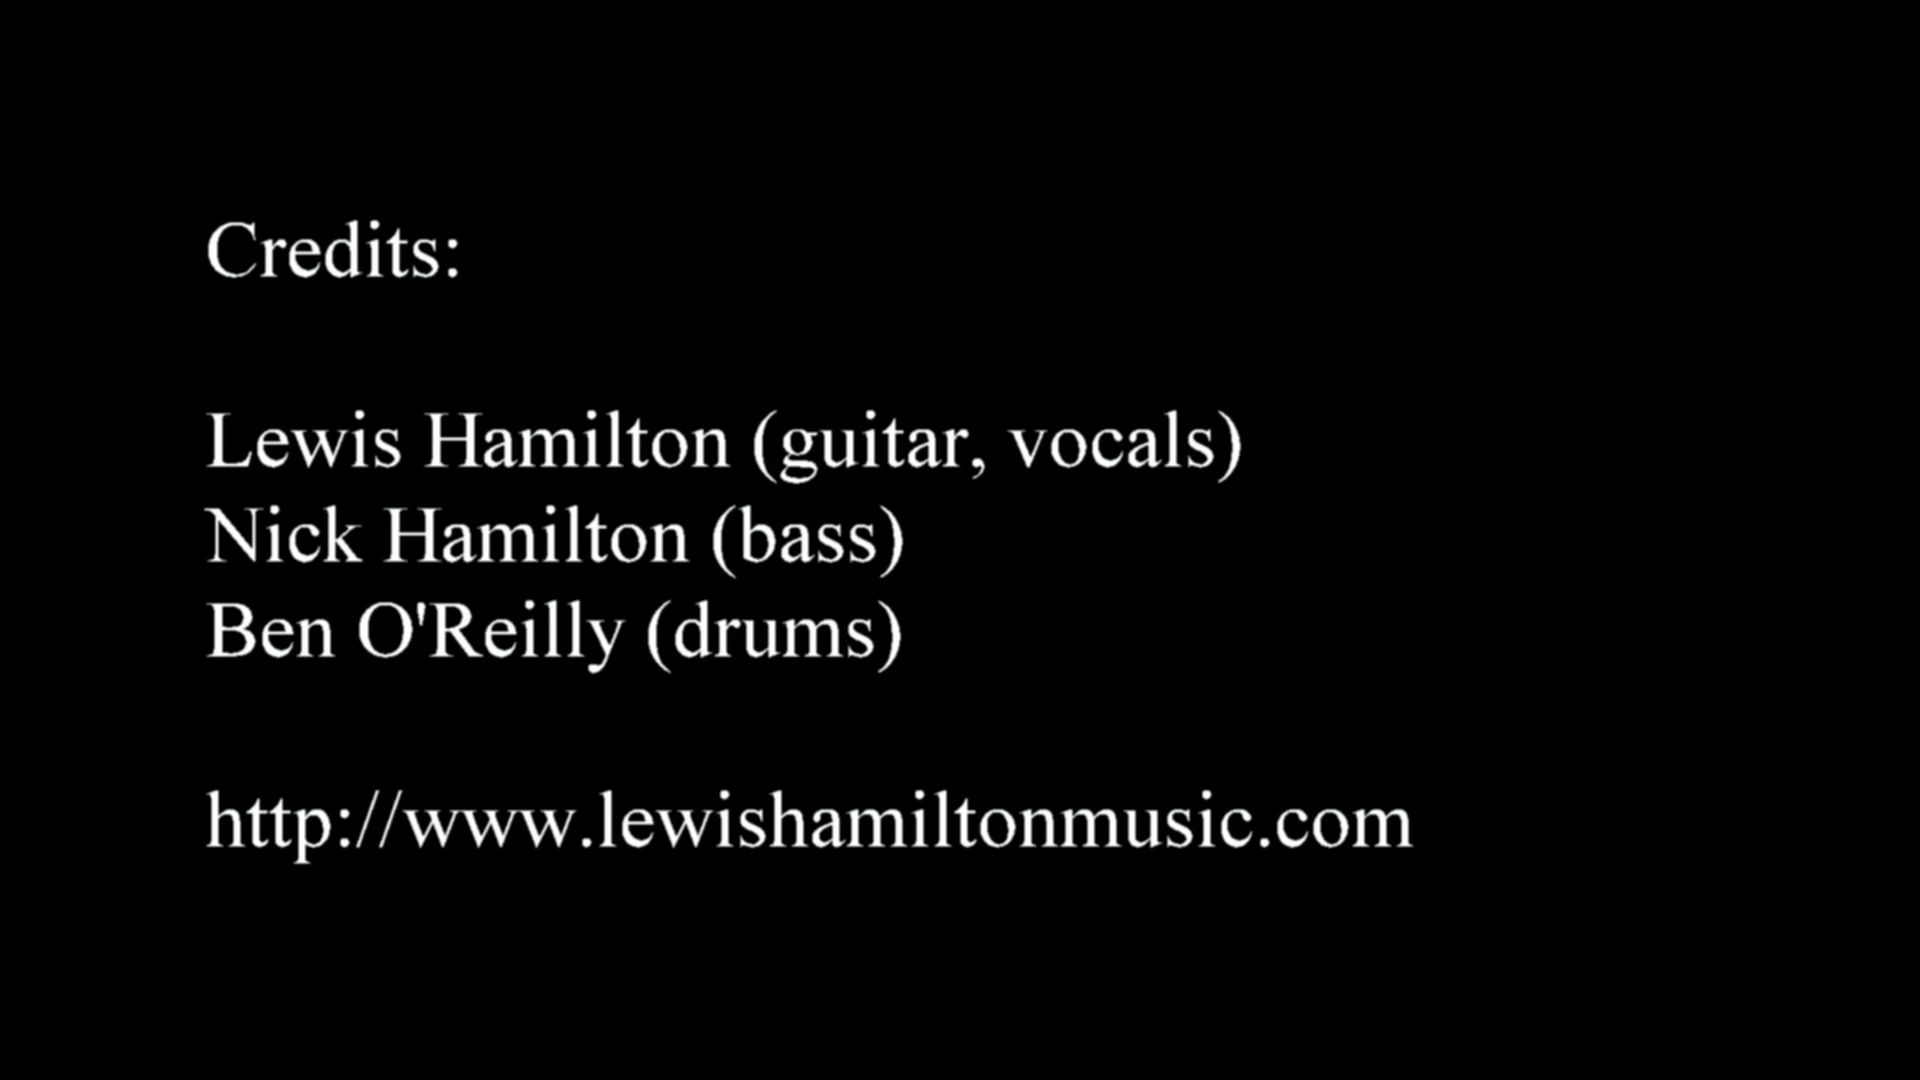 Credits:
Lewis Hamilton (guitar, vocals)
Nick Hamilton (bass)
Ben O'Reilly (drums)
http://www.lewishamiltonmusic.com